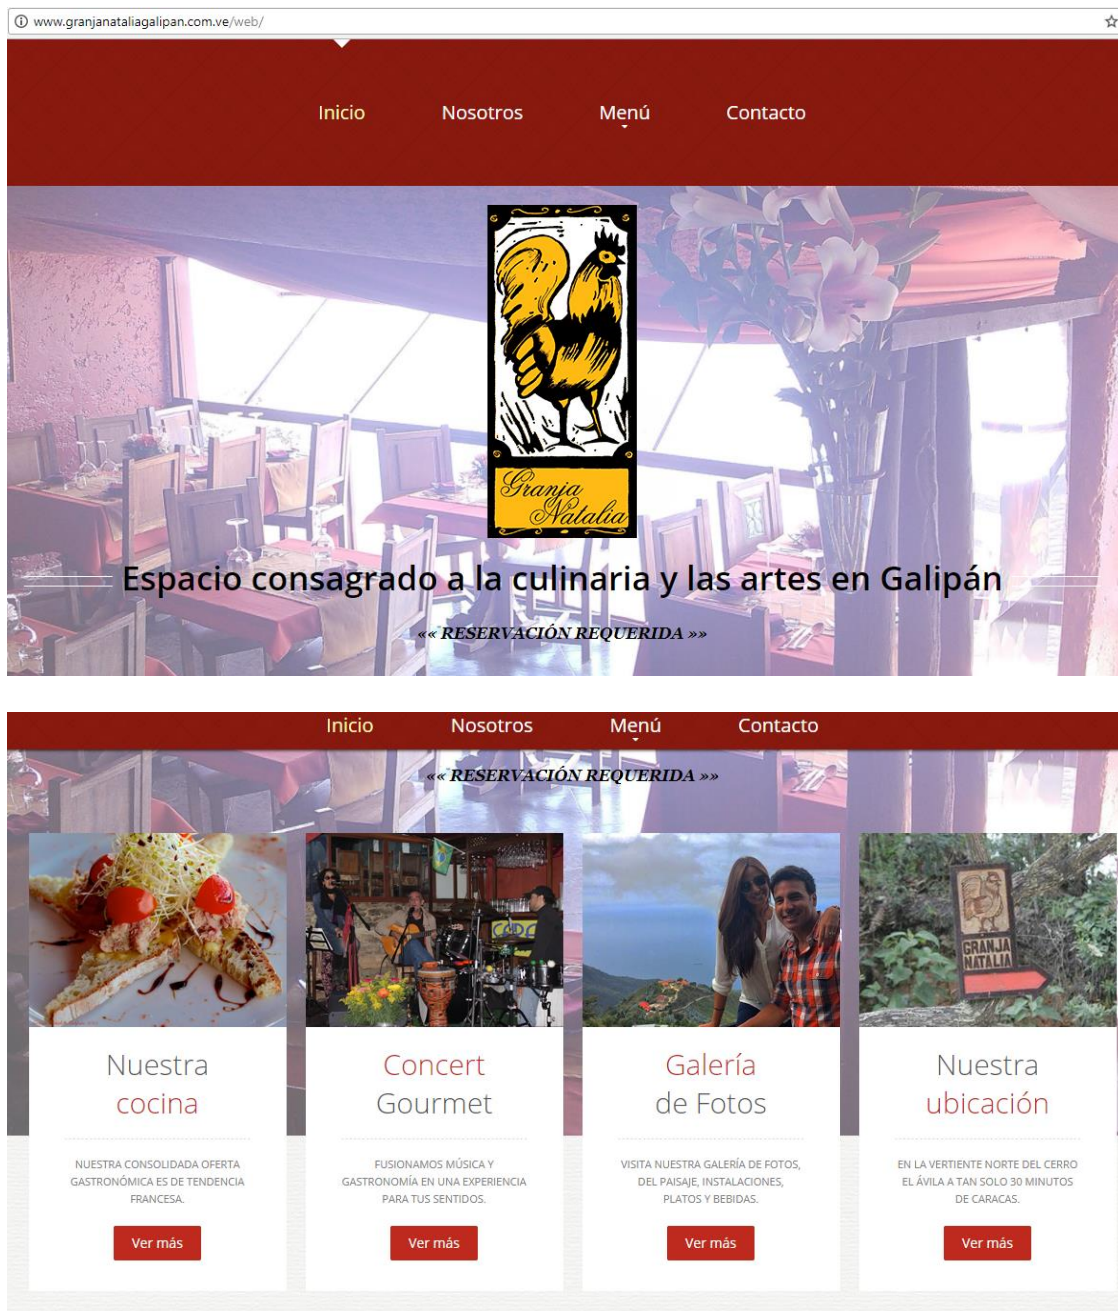 www.granjanataliagalipan.com.ve/web/
Inicio Nosotros Menú Contacto
Granja
Natalia
Espacio consagrado a la culinaria y las artes en Galipán
«« RESERVACIÓN REQUERIDA »»
Inicio Nosotros Menú Contacto
«« RESERVACIÓN REQUERIDA »»
GRANJA
NATALIA
Nuestra
cocina
NUESTRA CONSOLIDADA OFERTA
GASTRONÓMICA ES DE TENDENCIA
FRANCESA.
Ver más
Concert
Gourmet
FUSIONAMOS MÚSICA Y
GASTRONOMÍA EN UNA EXPERIENCIA
PARA TUS SENTIDOS.
Ver más
Galería
de Fotos
VISITA NUESTRA GALERÍA DE FOTOS,
DEL PAISAJE, INSTALACIONES,
PLATOS Y BEBIDAS.
Ver más
Nuestra
ubicación
EN LA VERTIENTE NORTE DEL CERRO
EL ÁVILA A TAN SOLO 30 MINUTOS
DE CARACAS.
Ver más